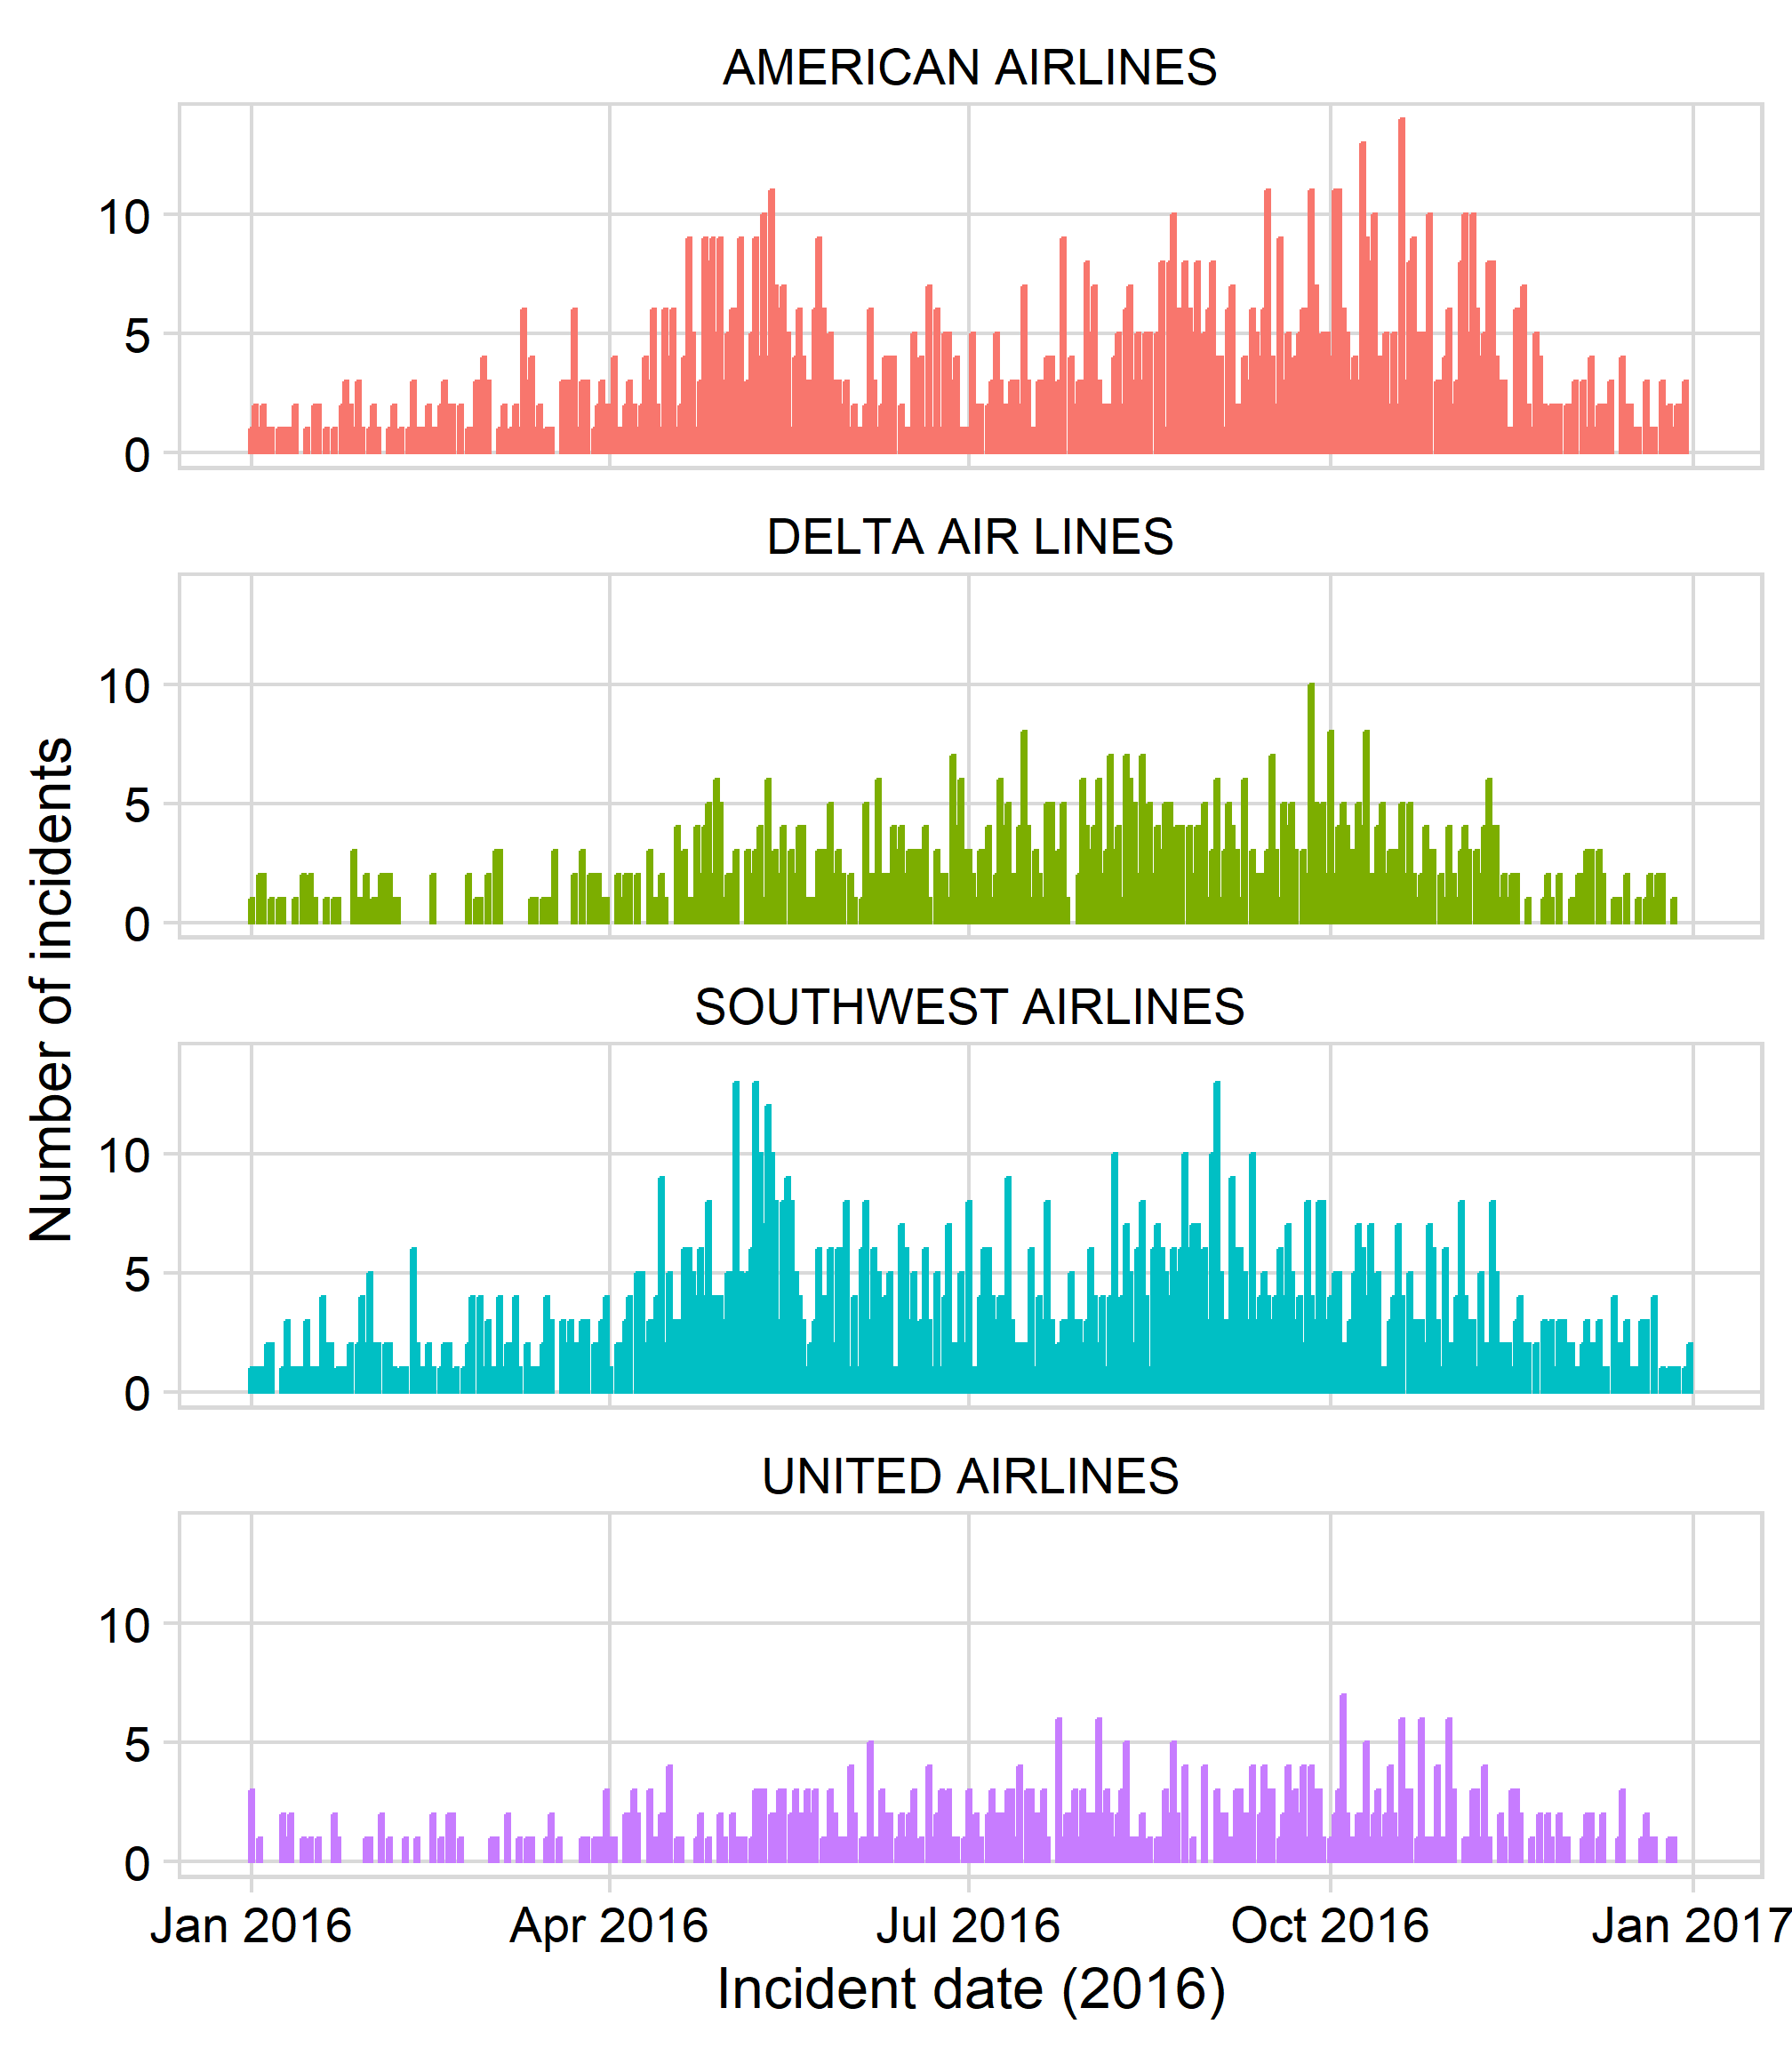 AMERICAN AIRLINES
10
5
0
DELTA AIR LINES
10
5
0
SOUTHWEST AIRLINES
10
5
0
UNITED AIRLINES
10
5
0
Number of incidents
Jan 2016 Apr 2016 Jul 2016 Oct 2016 Jan 2017
Incident date (2016)